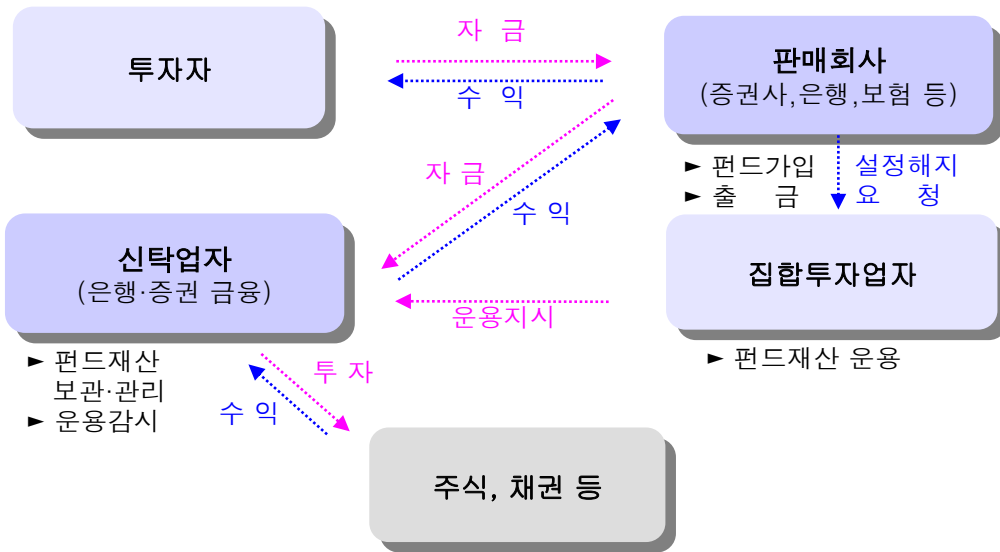 투자자
자 금
수 익
판매회사
(증권사,은행,보험 등)
► 펀드가입
► 출 금
설정해지
요 청
자 금
수 익
신탁업자
(은행·증권 금융)
집합투자업자
운용지시
► 펀드재산
보관·관리
► 운용감시
► 펀드재산 운용
투 자
수 익
주식, 채권 등